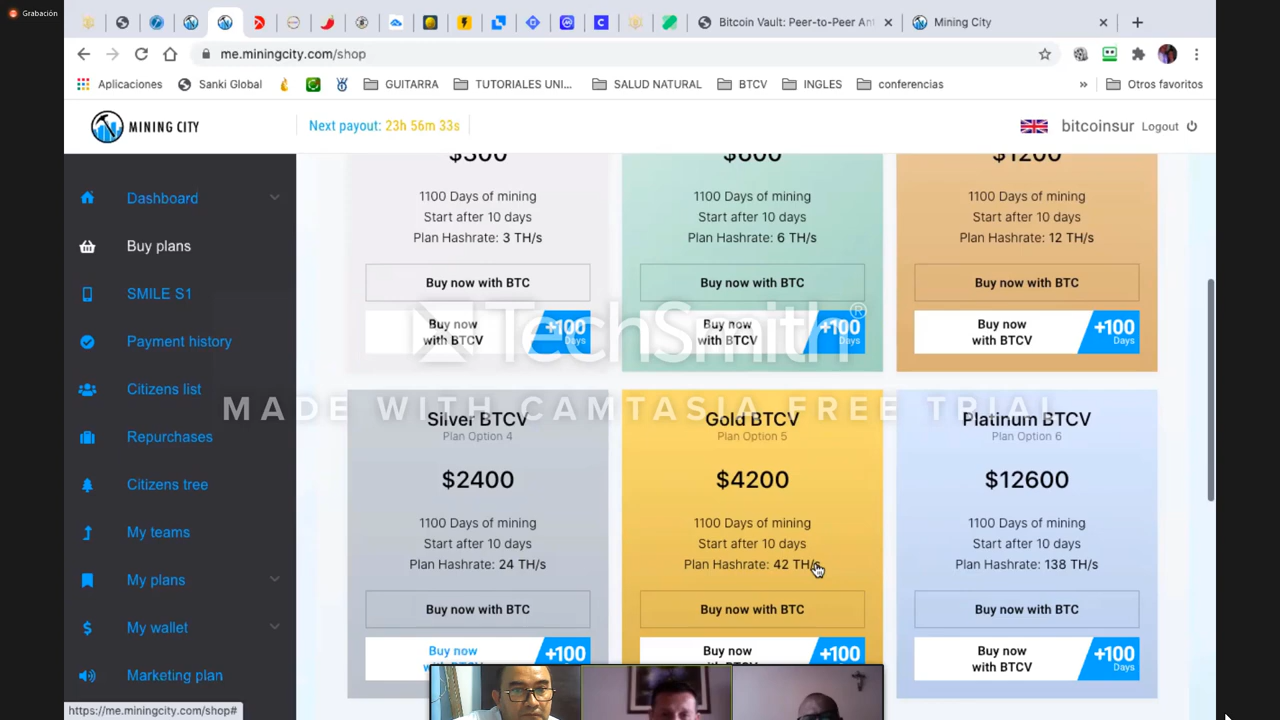 Grabación
Bitcoin Vault: Peer-to-Peer An
Mining City
me.miningcity.com/shop
Aplicaciones
Sanki Global
GUITARRA
TUTORIALES UNI...
SALUD NATURAL
BTCV
INGLES
conferencias
»
Otros favoritos
MINING CITY
Next payout: 23h 56m 33s
bitcoinsur
Logout
Dashboard
Buy plans
SMILE S1
Payment history
Citizens list
Repurchases
Citizens tree
My teams
My plans
My wallet
Marketing plan
https://me.miningcity.com/shop#
$300
1100 Days of mining
Start after 10 days
Plan Hashrate: 3 TH/s
Buy now with BTC
Buy now
with BTCV
+100
Days
$600
1100 Days of mining
Start after 10 days
Plan Hashrate: 6 TH/s
Buy now with BTC
Buy now
with BTCV
+100
Days
$1200
1100 Days of mining
Start after 10 days
Plan Hashrate: 12 TH/s
Buy now with BTC
Buy now
with BTCV
+100
Days
TechSmith®
MADE WITH CAMTASIA FREE TRIAL
Silver BTCV
Plan Option 4
$2400
1100 Days of mining
Start after 10 days
Plan Hashrate: 24 TH/s
Buy now with BTC
Buy now
with BTCV
+100
Gold BTCV
Plan Option 5
$4200
1100 Days of mining
Start after 10 days
Plan Hashrate: 42 TH/s
Buy now with BTC
Buy now
with BTCV
+100
Platinum BTCV
Plan Option 6
$12600
1100 Days of mining
Start after 10 days
Plan Hashrate: 138 TH/s
Buy now with BTC
Buy now
with BTCV
+100
Days